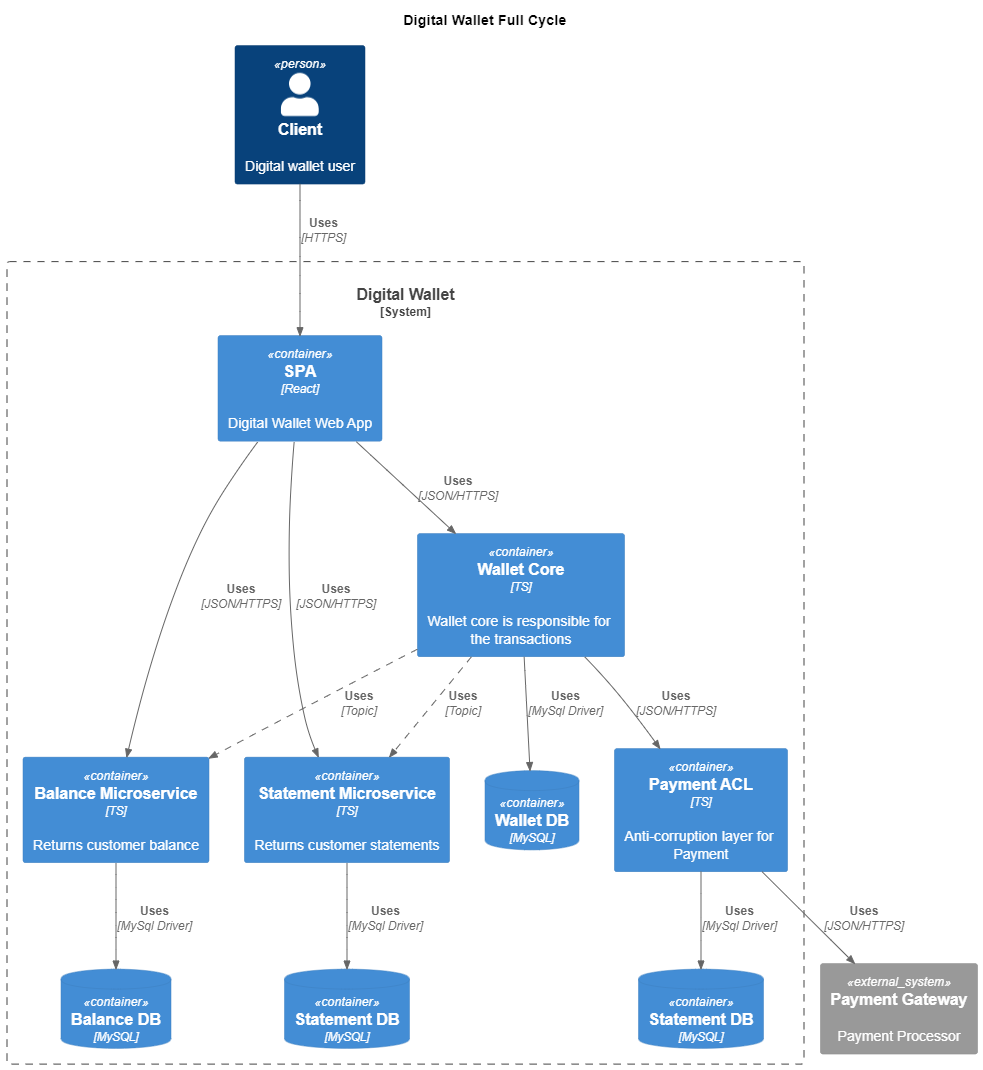 Digital Wallet Full Cycle
«person»
Client
Digital wallet user
Uses
[HTTPS]
Digital Wallet
[System]
«container»
SPA
[React]
Digital Wallet Web App
Uses
[JSON/HTTPS]
«container»
Wallet Core
[TS]
Wallet core is responsible for
the transactions
Uses
[JSON/HTTPS]
Uses
[JSON/HTTPS]
Uses
[Topic]
Uses
[Topic]
Uses
[MySql Driver]
Uses
[JSON/HTTPS]
«container»
Balance Microservice
[TS]
Returns customer balance
«container»
Statement Microservice
[TS]
Returns customer statements
«container»
Wallet DB
[MySQL]
«container»
Payment ACL
[TS]
Anti-corruption layer for
Payment
Uses
[MySql Driver]
Uses
[MySql Driver]
Uses
[MySql Driver]
Uses
[JSON/HTTPS]
«container»
Balance DB
[MySQL]
«container»
Statement DB
[MySQL]
«container»
Statement DB
[MySQL]
«external_system»
Payment Gateway
Payment Processor